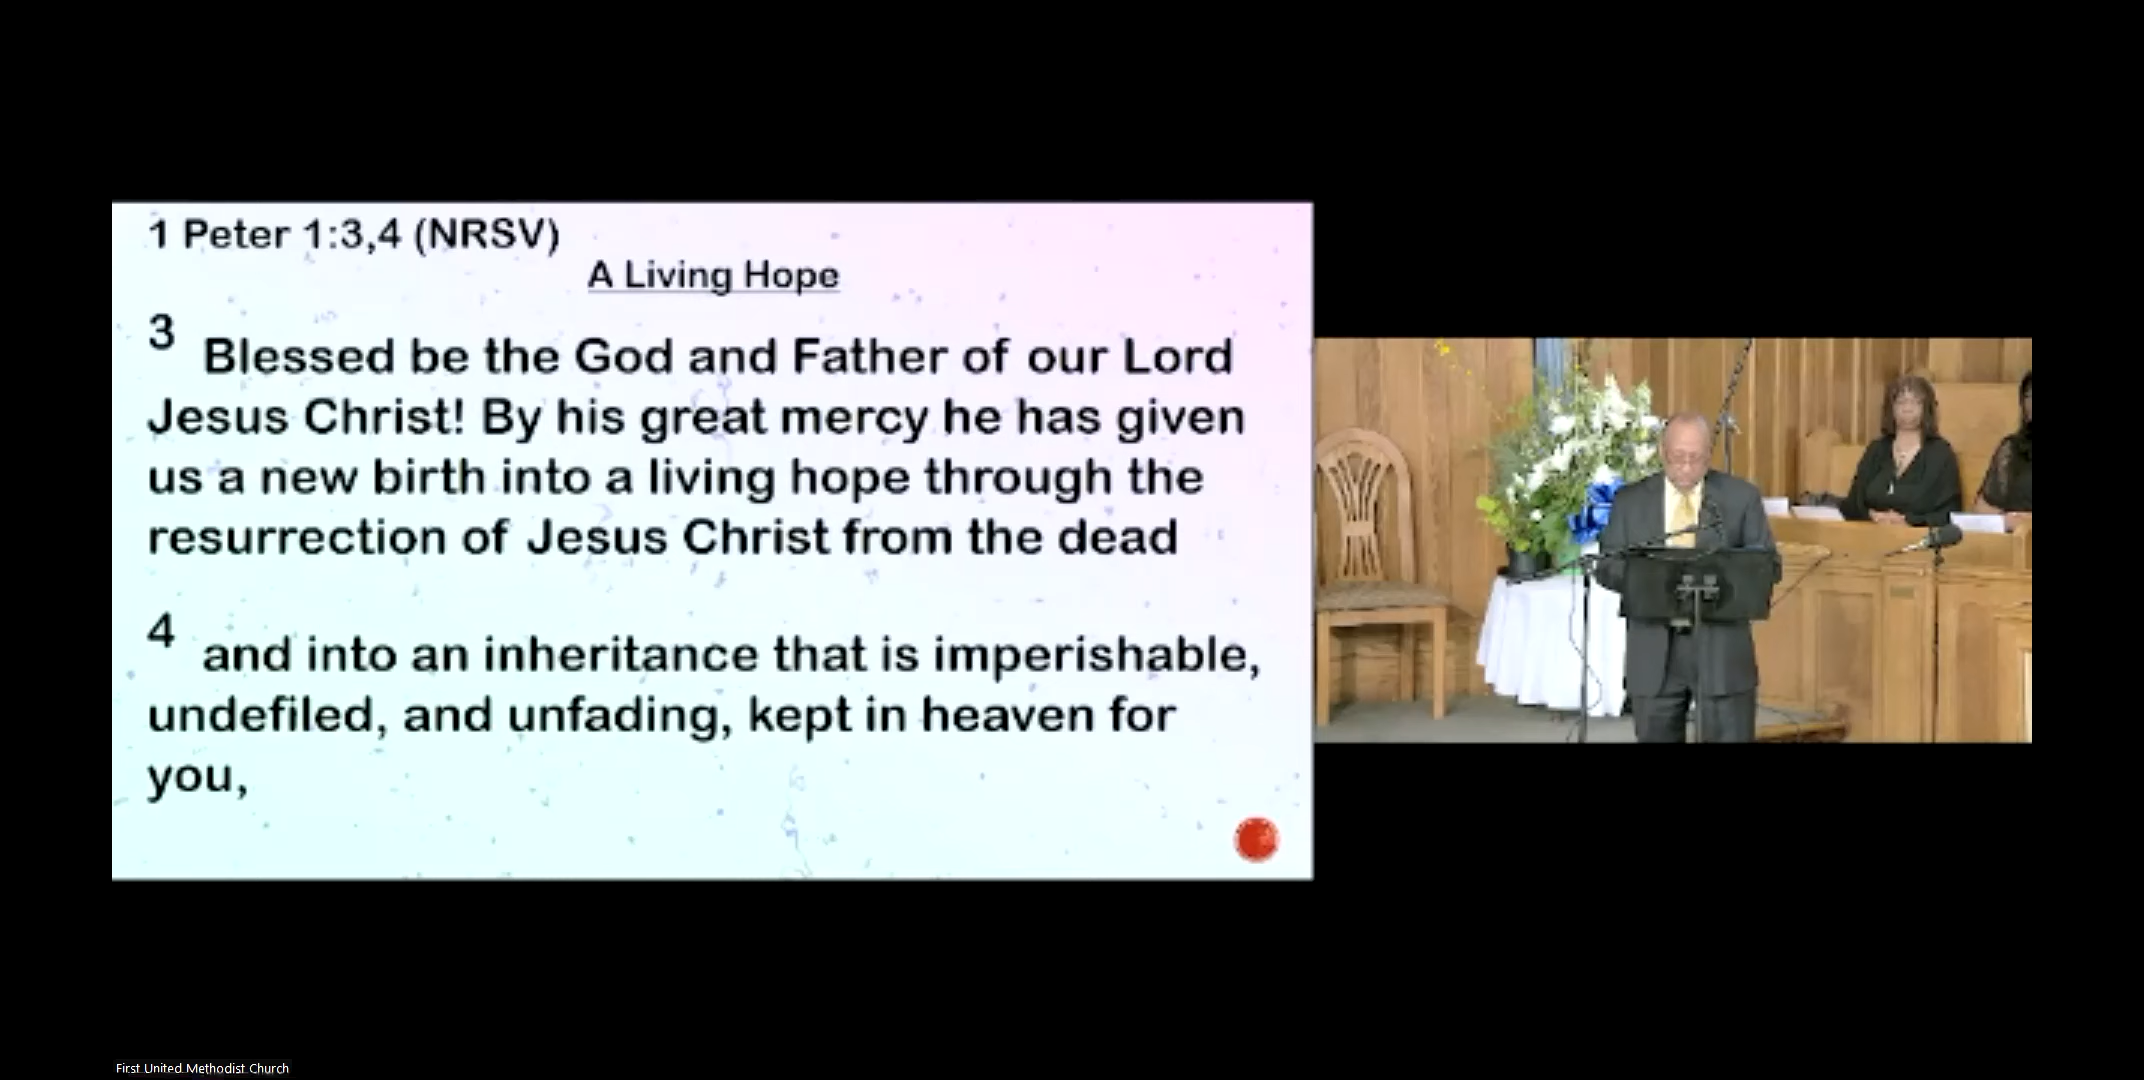 1 Peter 1:3,4 (NRSV)
A Living Hope
3 Blessed be the God and Father of our Lord
Jesus Christ! By his great mercy he has given
us a new birth into a living hope through the
resurrection of Jesus Christ from the dead
4 and into an inheritance that is imperishable,
undefiled, and unfading, kept in heaven for
you,
First United Methodist Church